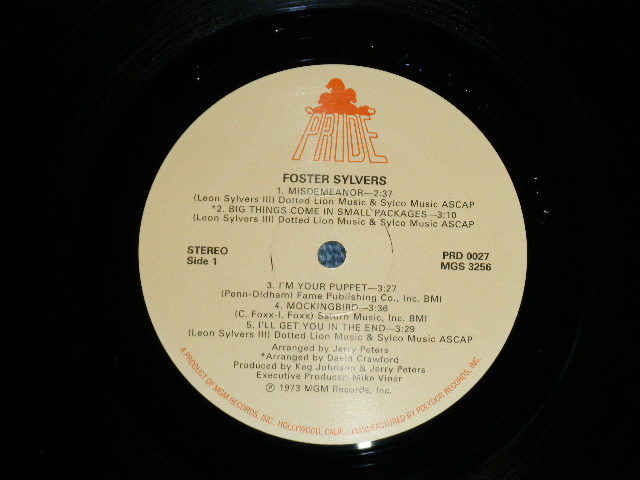 PRIDE
FOSTER SYLVERS
1. MISDEMEANOR—2:37
(Leon Sylvers III) Dotted Lion Music & Sylco Music ASCAP
*2. BIG THINGS COME IN SMALL PACKAGES—3:10
(Leon Sylvers III) Dotted Lion Music & Sylco Music ASCAP
STEREO
Side 1
PRD 0027
MGS 3256
3. I'M YOUR PUPPET—3:27
(Penn-Oldham) Fame Publishing Co., Inc. BMI
4. MOCKINGBIRD—3:36
(C. Foxx-I. Foxx) Saturn Music, Inc. BMI
5. I'LL GET YOU IN THE END—3:29
(Leon Sylvers III) Dotted Lion Music & Sylco Music ASCAP
Arranged by Jerry Peters
*Arranged by David Crawford
Produced by Keg Johnson & Jerry Peters
Executive Producer: Mike Viner
℗ 1973 MGM Records, Inc.
A PRODUCT OF MGM RECORDS, INC., HOLLYWOOD, CALIF. - MANUFACTURED BY POLYDOR RECORDS, INC.